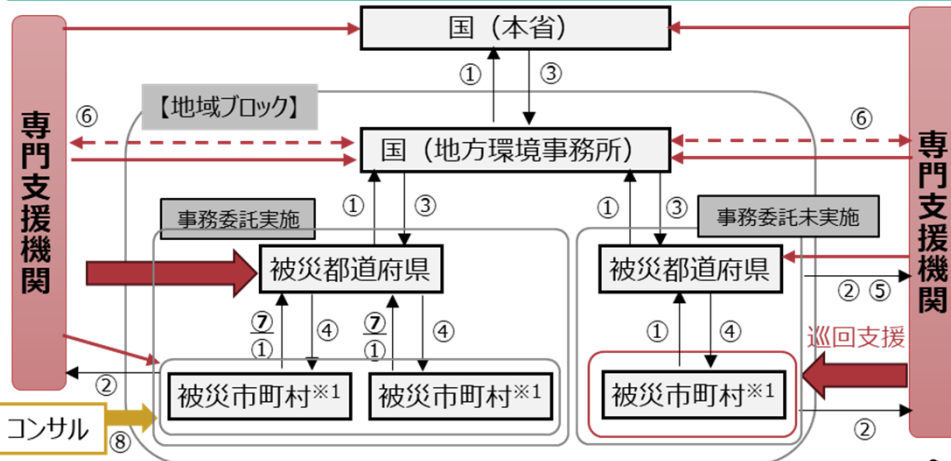 国（本省）
①
③
【地域ブロック】
⑥
⑥
専門支援機関
専門支援機関
国（地方環境事務所）
①
③
①
③
事務委託実施
事務委託未実施
被災都道府県
被災都道府県
② ⑤
⑦
①
④
⑦
①
④
①
④
巡回支援
②
被災市町村※1
被災市町村※1
被災市町村※1
②
コンサル
⑧